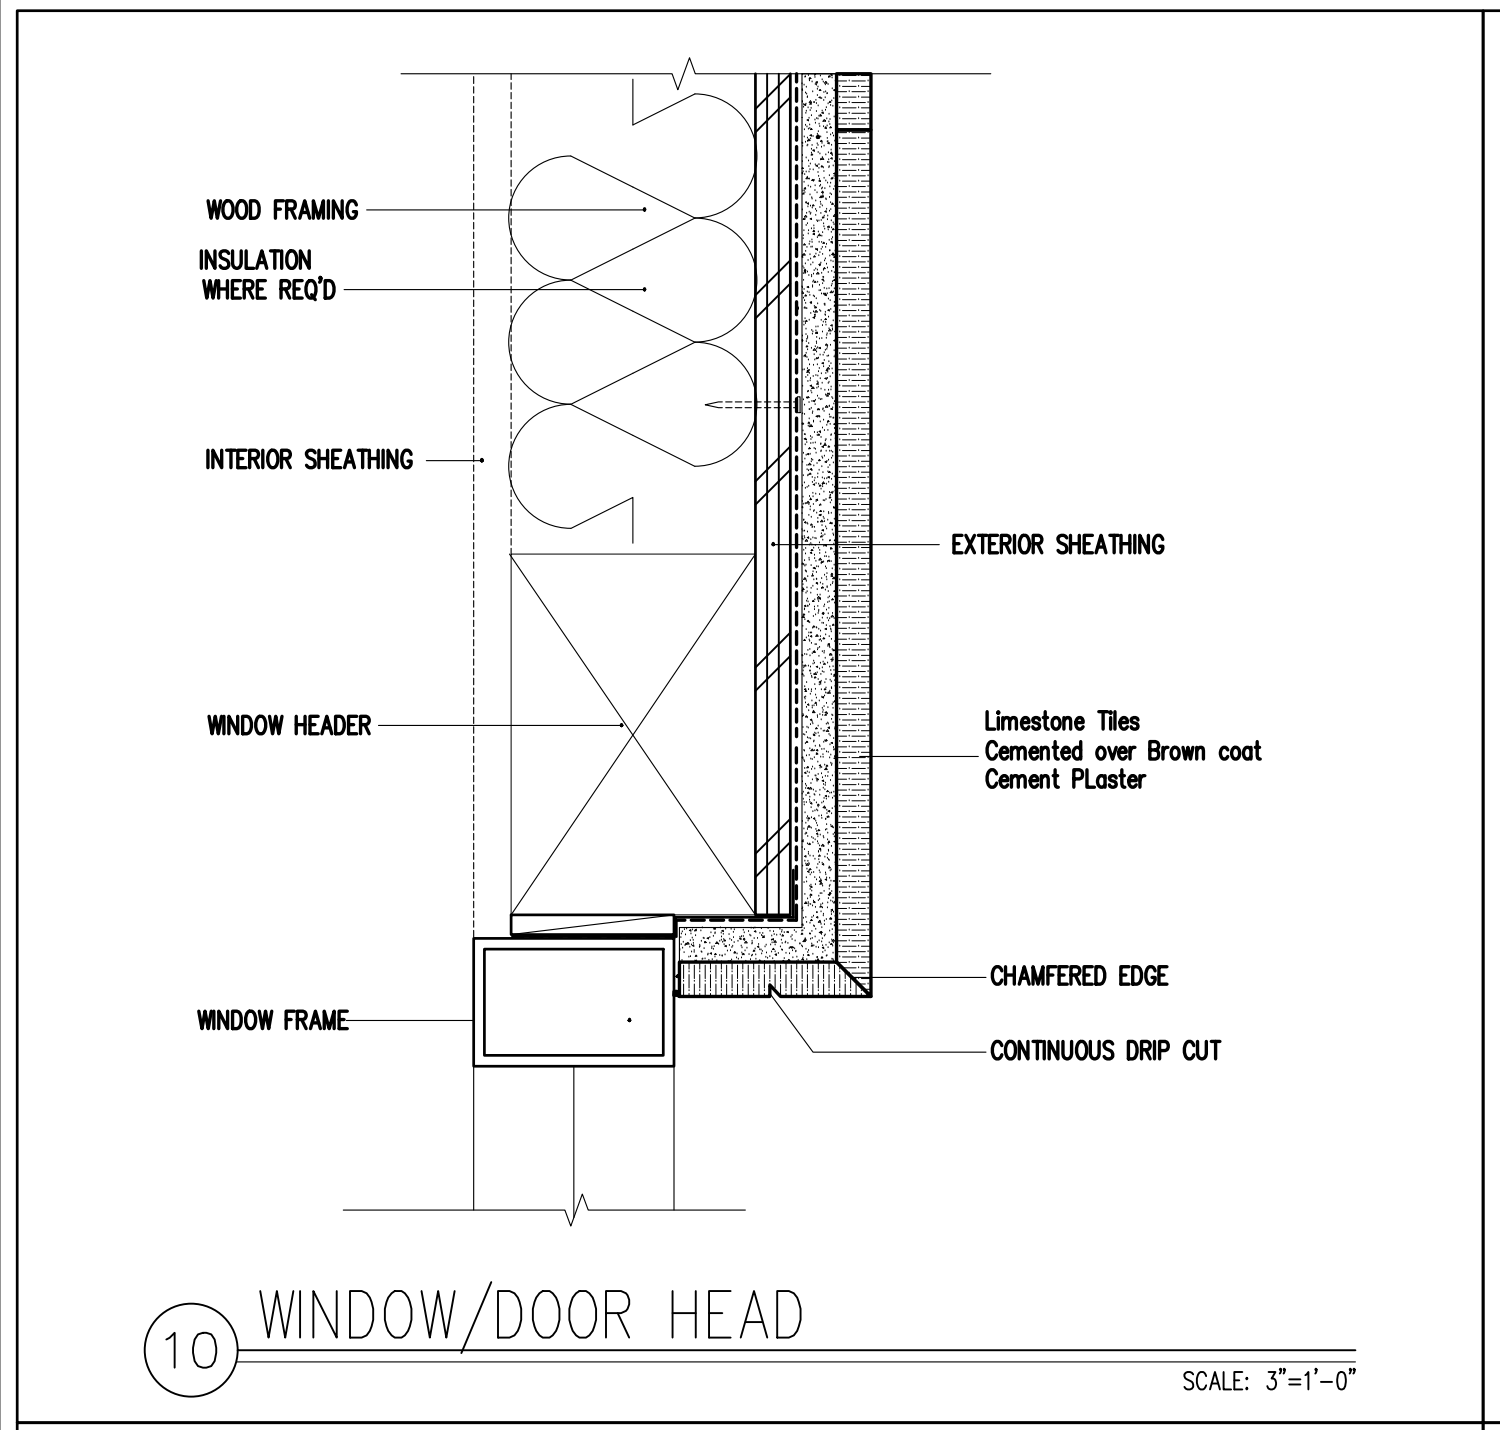 WOOD FRAMING
INSULATION
WHERE REQ'D
INTERIOR SHEATHING
EXTERIOR SHEATHING
WINDOW HEADER
Limestone Tiles
Cemented over Brown coat
Cement PLaster
CHAMFERED EDGE
WINDOW FRAME
CONTINUOUS DRIP CUT
10
WINDOW/DOOR HEAD
SCALE: 3"=1'-0"